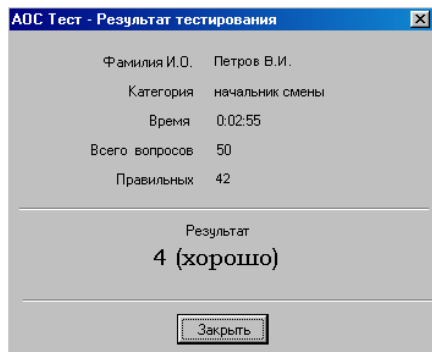 АОС Тест - Результат тестирования
Фамилия И.О. Петров В.И.
Категория начальник смены
Время 0:02:55
Всего вопросов 50
Правильных 42
Результат
4 (хорошо)
Закрыть